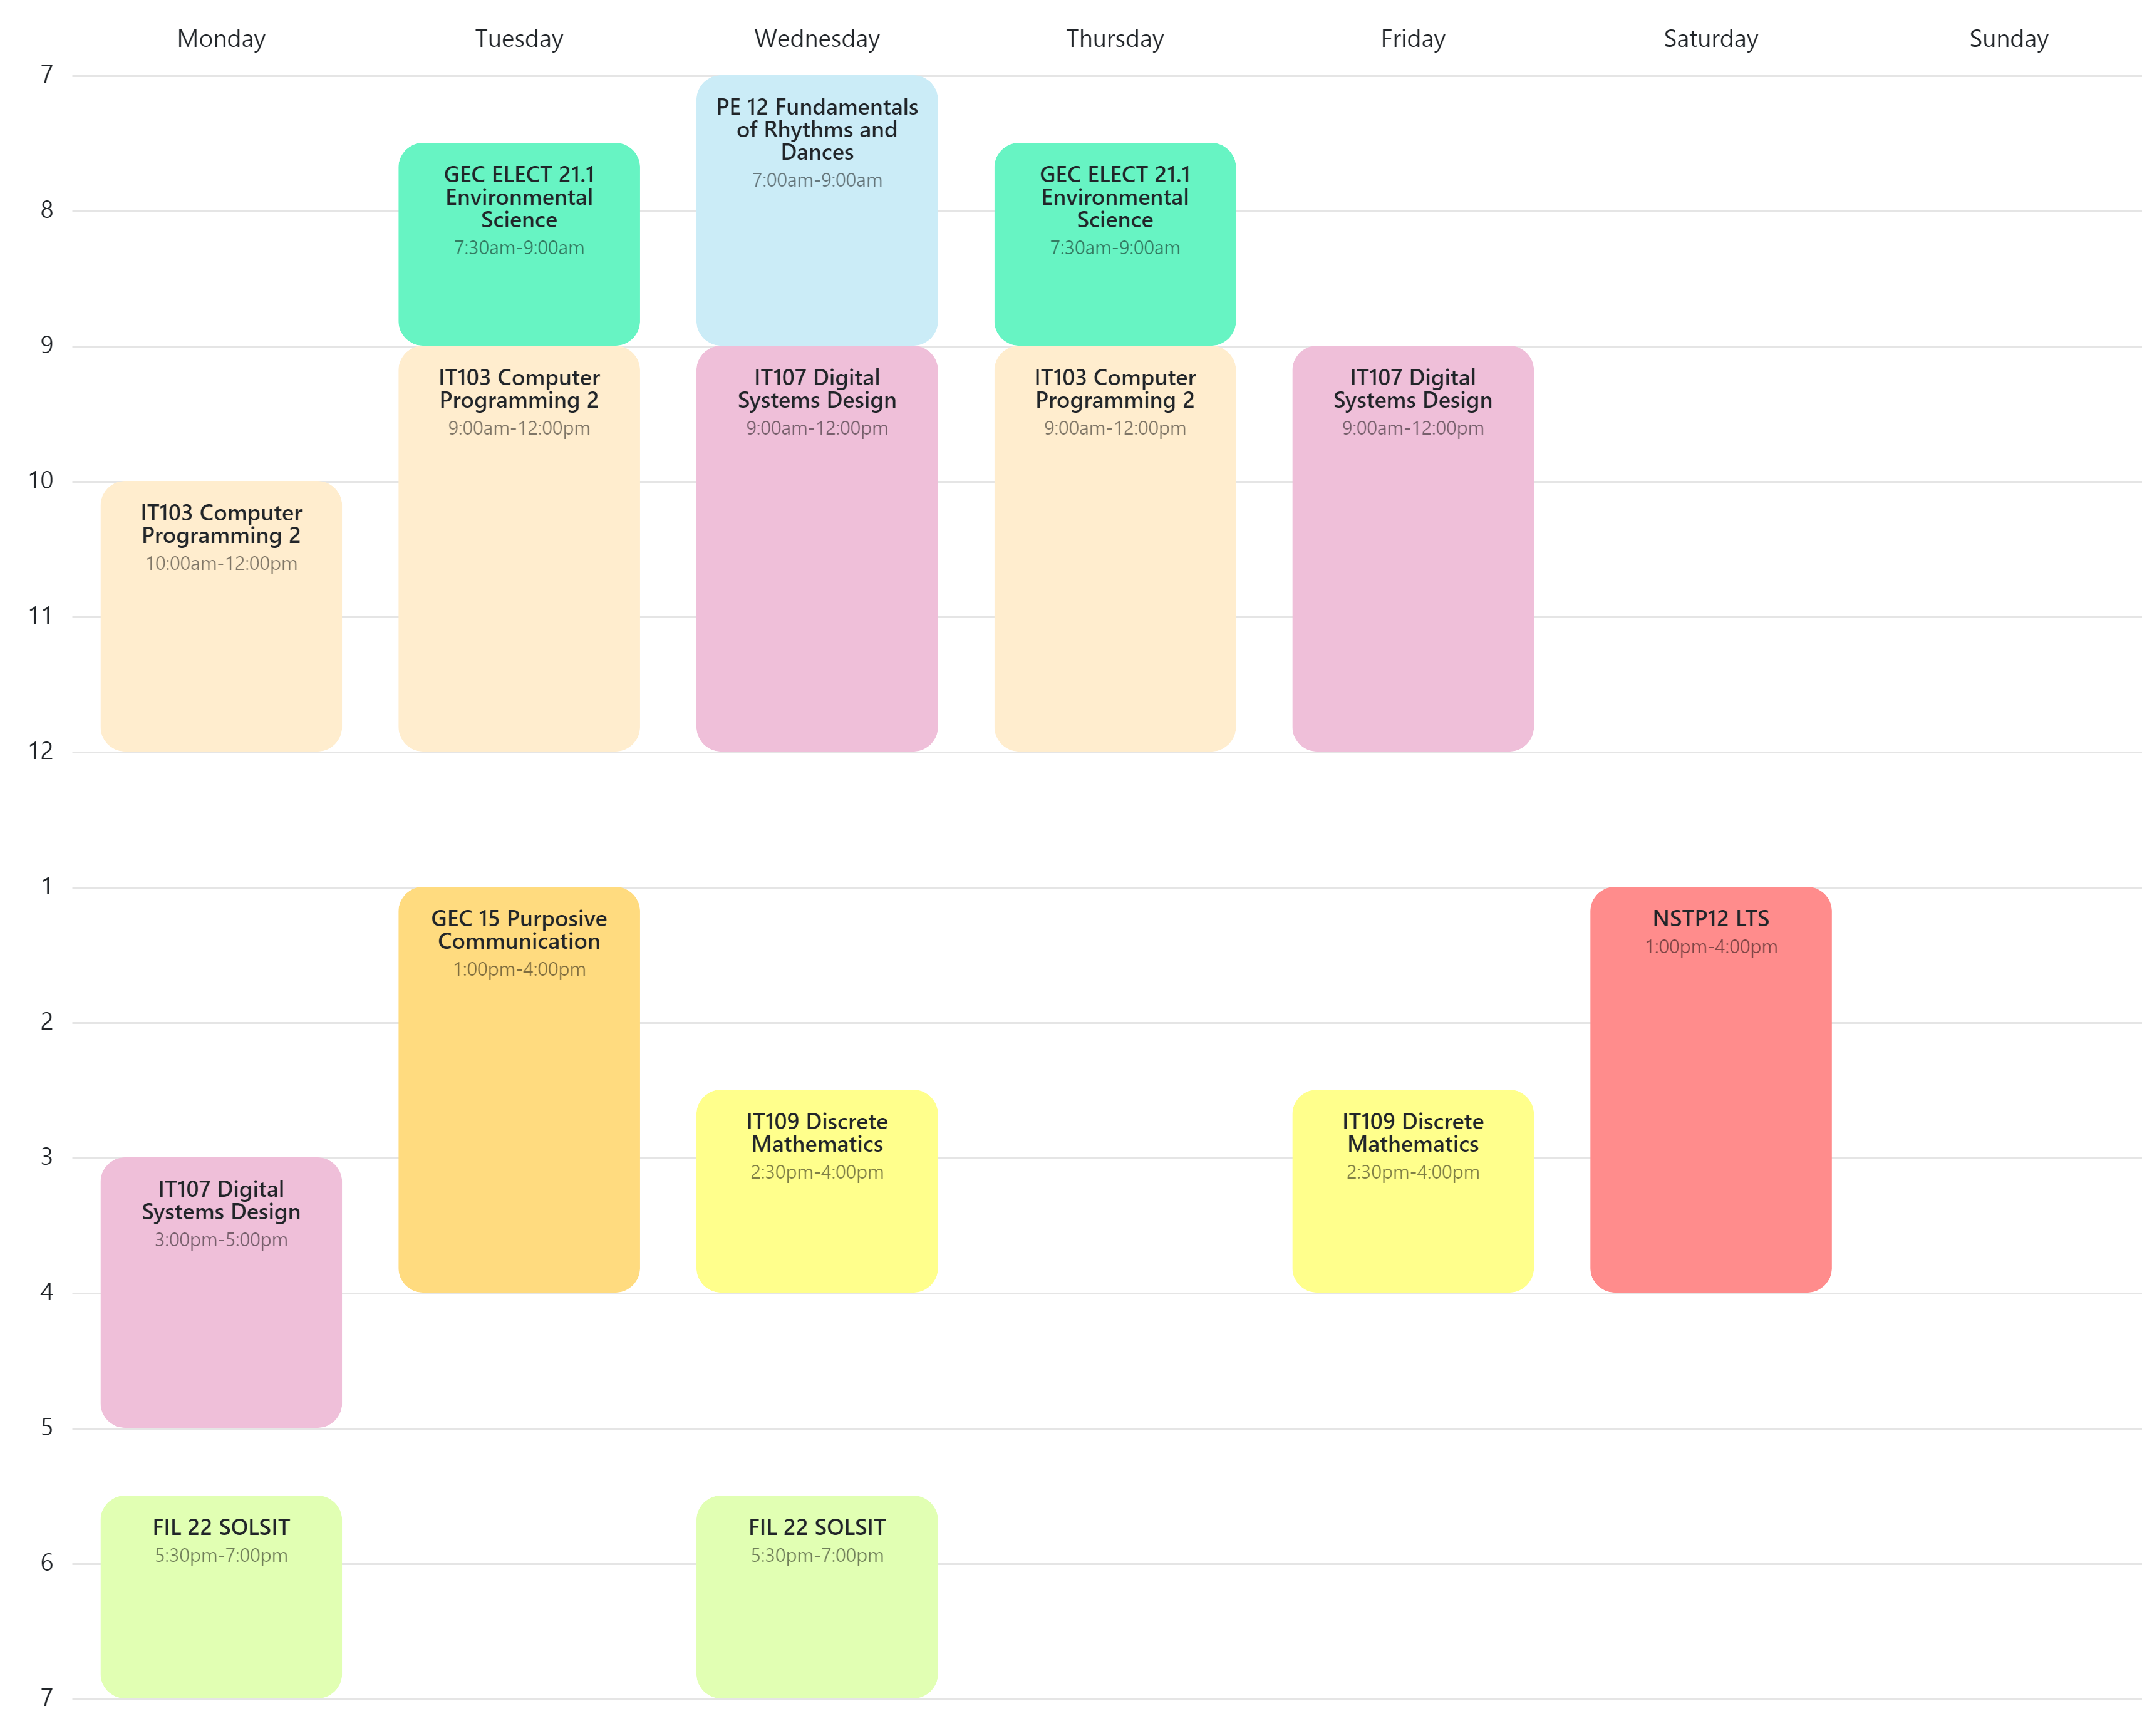 Monday
Tuesday
Wednesday
Thursday
Friday
Saturday
Sunday
7
PE 12 Fundamentals
of Rhythms and
Dances
7:00am-9:00am
GEC ELECT 21.1
Environmental
Science
7:30am-9:00am
GEC ELECT 21.1
Environmental
Science
7:30am-9:00am
8
9
IT103 Computer
Programming 2
9:00am-12:00pm
IT107 Digital
Systems Design
9:00am-12:00pm
IT103 Computer
Programming 2
9:00am-12:00pm
IT107 Digital
Systems Design
9:00am-12:00pm
10
IT103 Computer
Programming 2
10:00am-12:00pm
11
12
1
GEC 15 Purposive
Communication
1:00pm-4:00pm
NSTP12 LTS
1:00pm-4:00pm
2
IT109 Discrete
Mathematics
2:30pm-4:00pm
IT109 Discrete
Mathematics
2:30pm-4:00pm
3
IT107 Digital
Systems Design
3:00pm-5:00pm
4
5
FIL 22 SOLSIT
5:30pm-7:00pm
FIL 22 SOLSIT
5:30pm-7:00pm
6
7